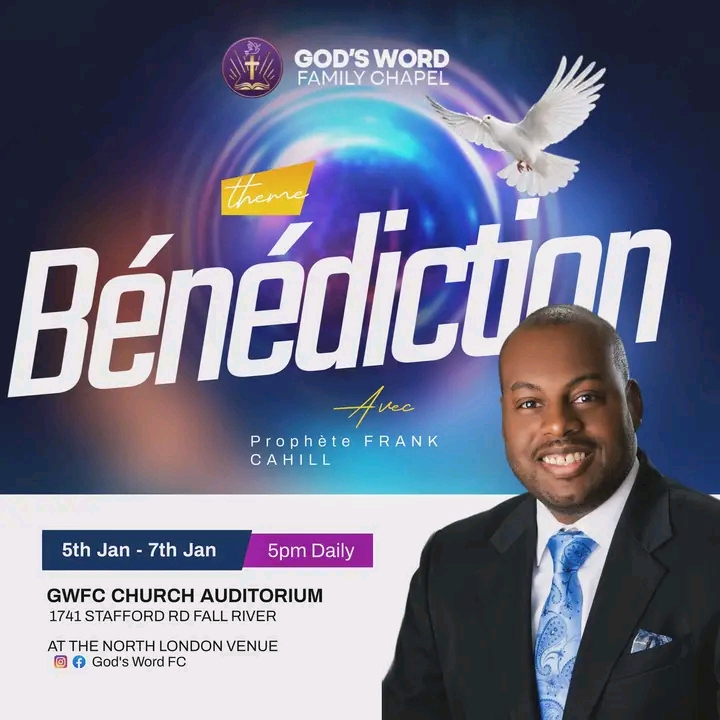 GOD'S WORD
FAMILY CHAPEL
theme
Bénédiction
Avec
Prophète FRANK
CAHILL
5th Jan - 7th Jan
5pm Daily
GWFC CHURCH AUDITORIUM
1741 STAFFORD RD FALL RIVER
AT THE NORTH LONDON VENUE
God's Word FC